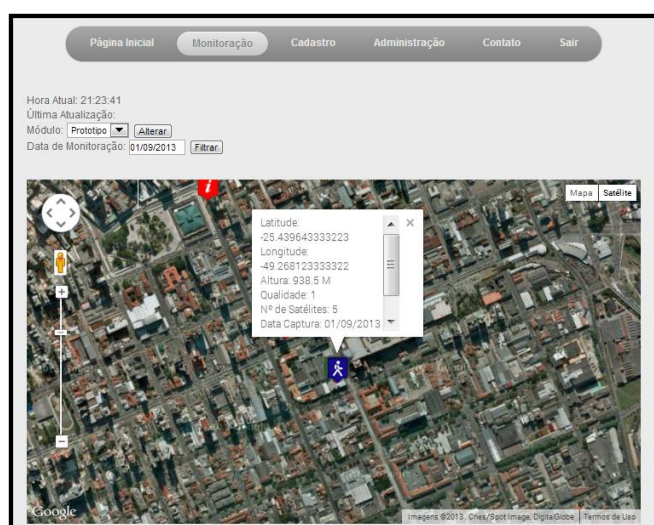 Página Inicial Monitoração Cadastro Administração Contato Sair
Hora Atual: 21:23:41
Última Atualização:
Módulo: Prototipo Alterar
Data de Monitoração: 01/09/2013 Filtrar
Mapa Satélite
Latitude:
-25.439643333223
Longitude:
-49.268123333322
Altura: 938.5 M
Qualidade: 1
Nº de Satélites: 5
Data Captura: 01/09/2013
Google
Imagens ©2013, Cnes/Spot Image, DigitalGlobe Termos de Uso